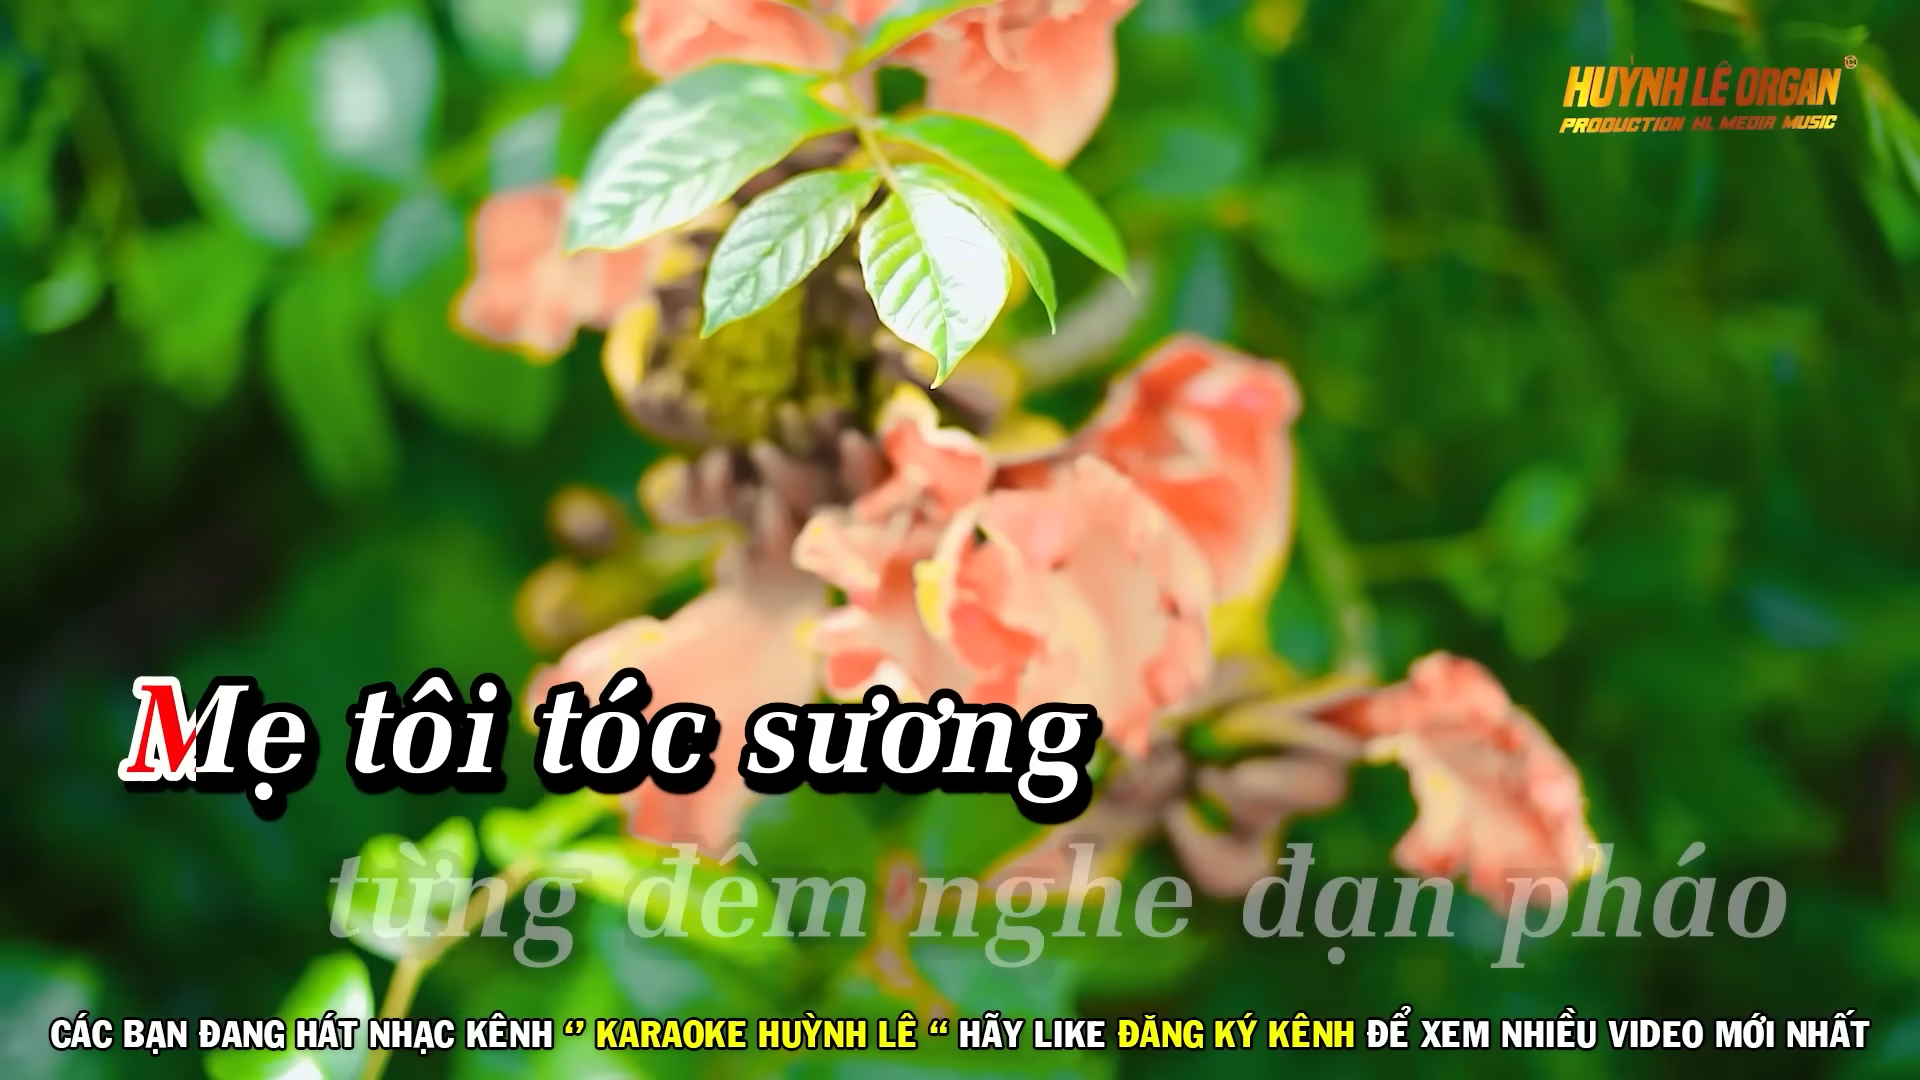 HUỲNH LÊ ORGAN ©
PRODUCTION HL MEDIA MUSIC
Mẹ tôi tóc sương
từng đêm nghe đạn pháo
CÁC BẠN ĐANG HÁT NHẠC KÊNH ‘’ KARAOKE HUỲNH LÊ “ HÃY LIKE ĐĂNG KÝ KÊNH ĐỂ XEM NHIỀU VIDEO MỚI NHẤT